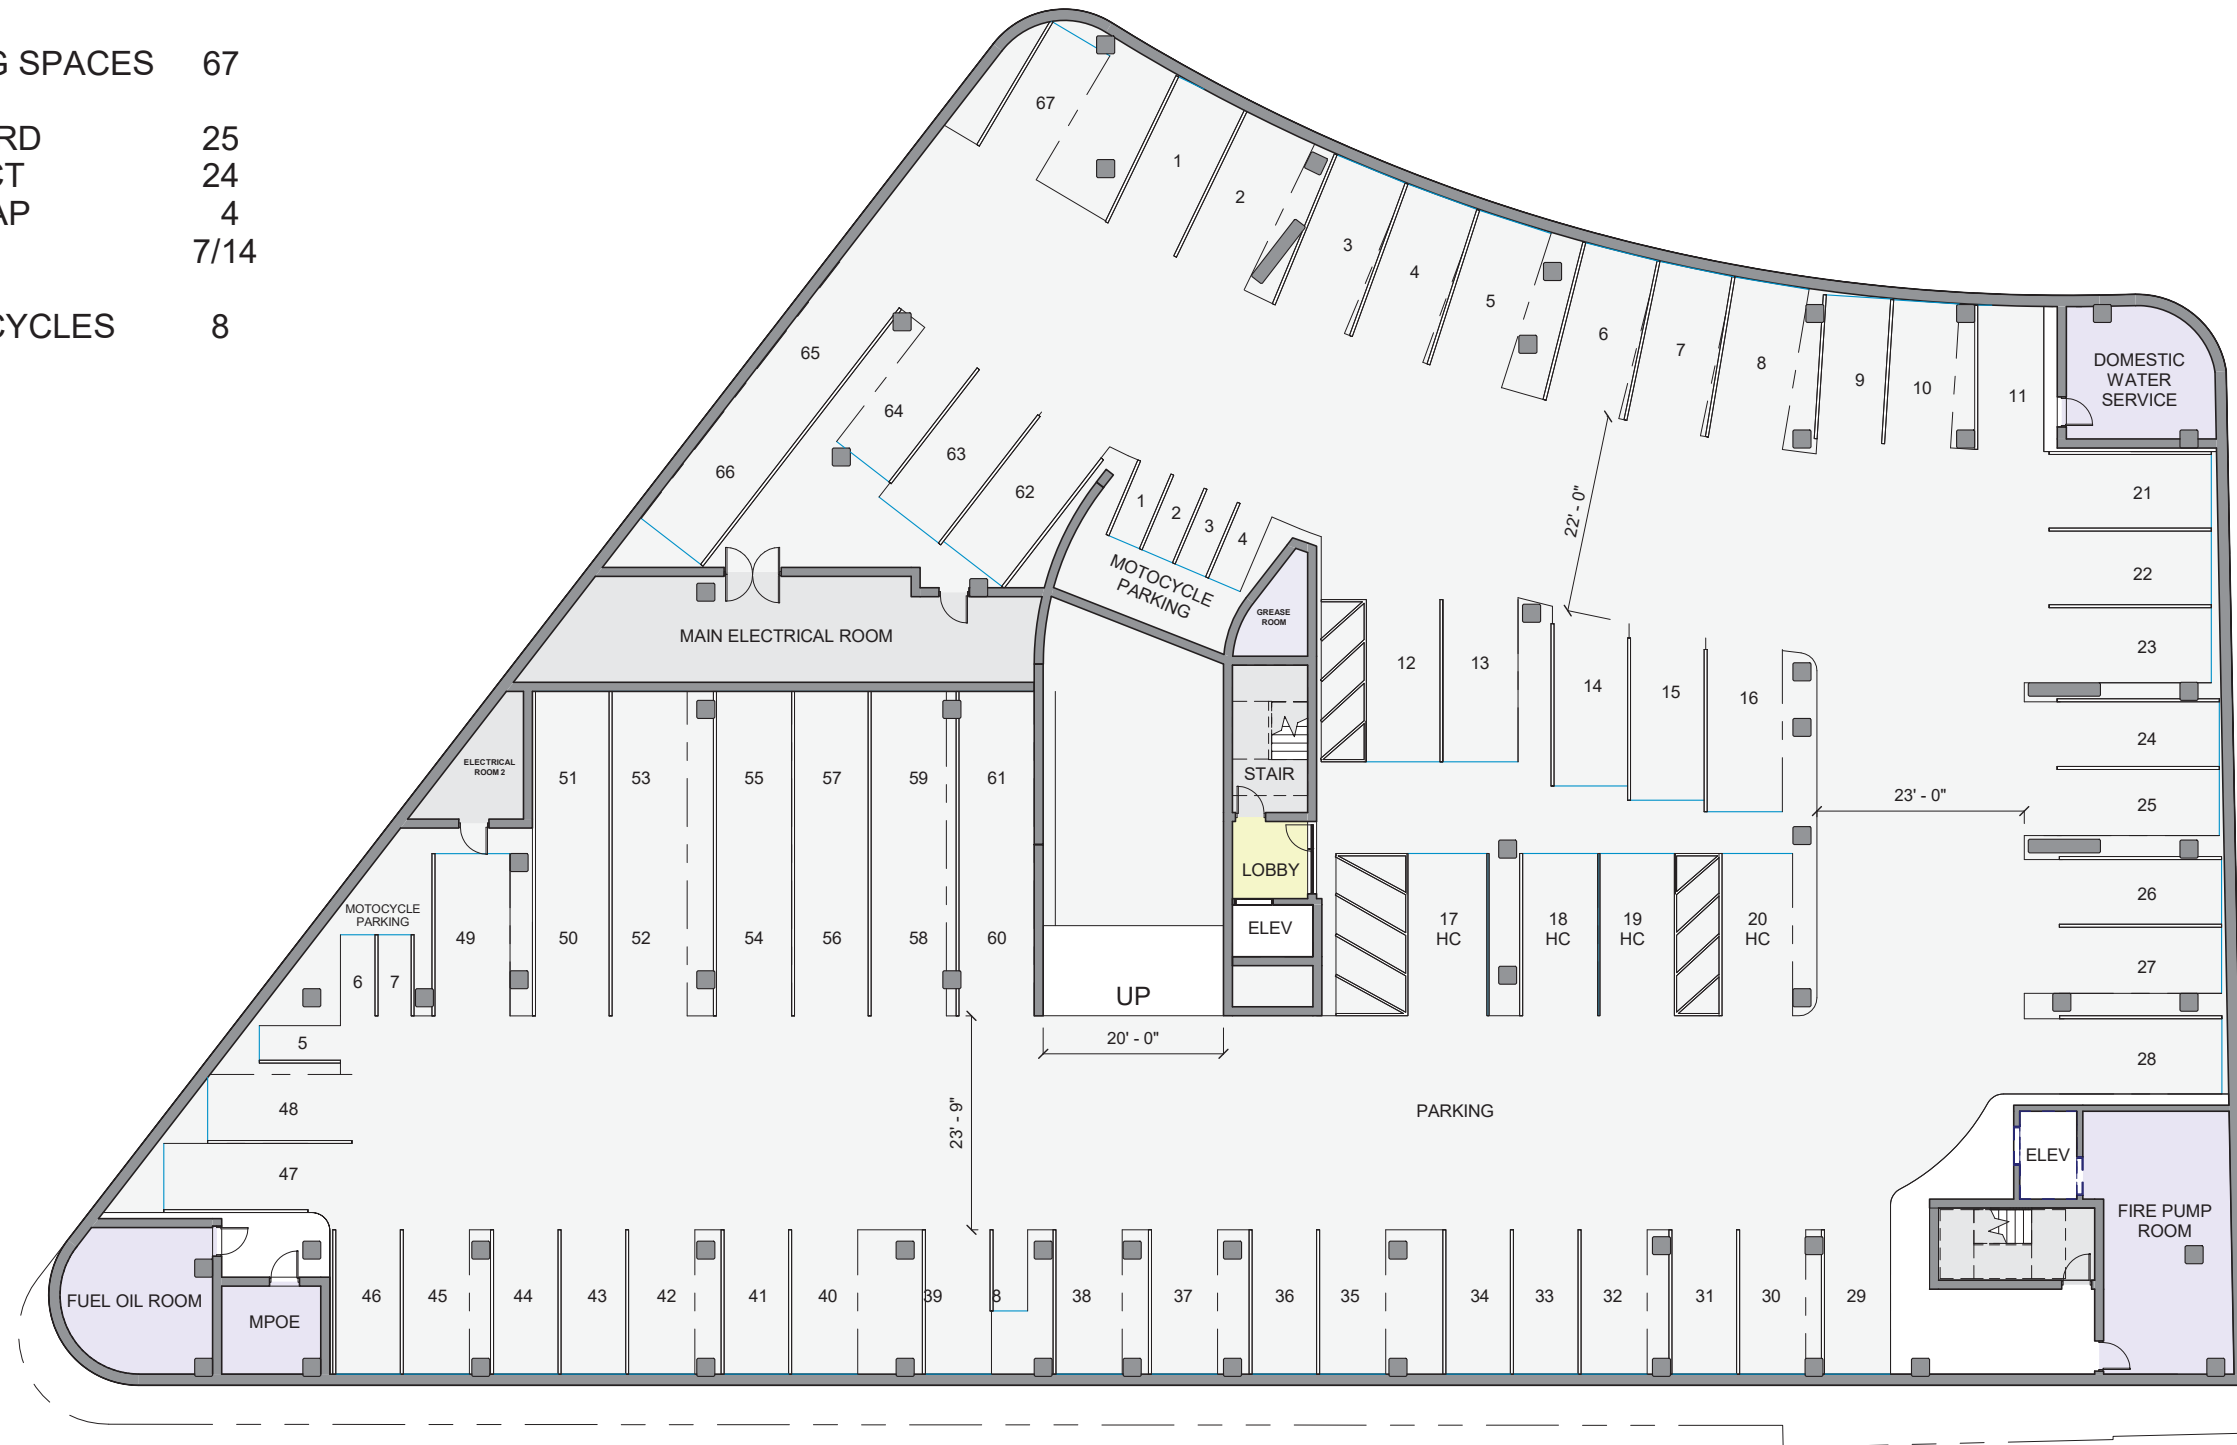 G SPACES 67
RD 25
CT 24
AP 4
7/14
CYCLES 8
67
1
2
3
4
5
6
7
8
9
10
11
DOMESTIC
WATER
SERVICE
65
66
64
63
62
1
2
3
4
MOTOCYCLE
PARKING
GREASE
ROOM
22' - 0"
21
22
23
24
25
26
27
28
MAIN ELECTRICAL ROOM
12
13
14
15
16
23' - 0"
ELECTRICAL
ROOM 2
51
53
55
57
59
61
STAIR
LOBBY
ELEV
17
HC
18
HC
19
HC
20
HC
MOTOCYCLE
PARKING
49
50
52
54
56
58
60
6
7
5
UP
20' - 0"
48
47
23' - 9"
PARKING
ELEV
FIRE PUMP
ROOM
FUEL OIL ROOM
MPOE
46
45
44
43
42
41
40
39
8
38
37
36
35
34
33
32
31
30
29